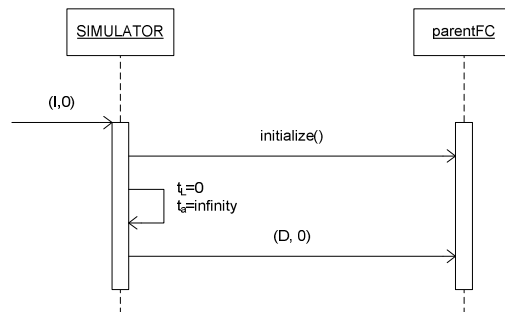 SIMULATOR
parentFC
(I,0)
initialize()
tL=0
ta=infinity
(D, 0)